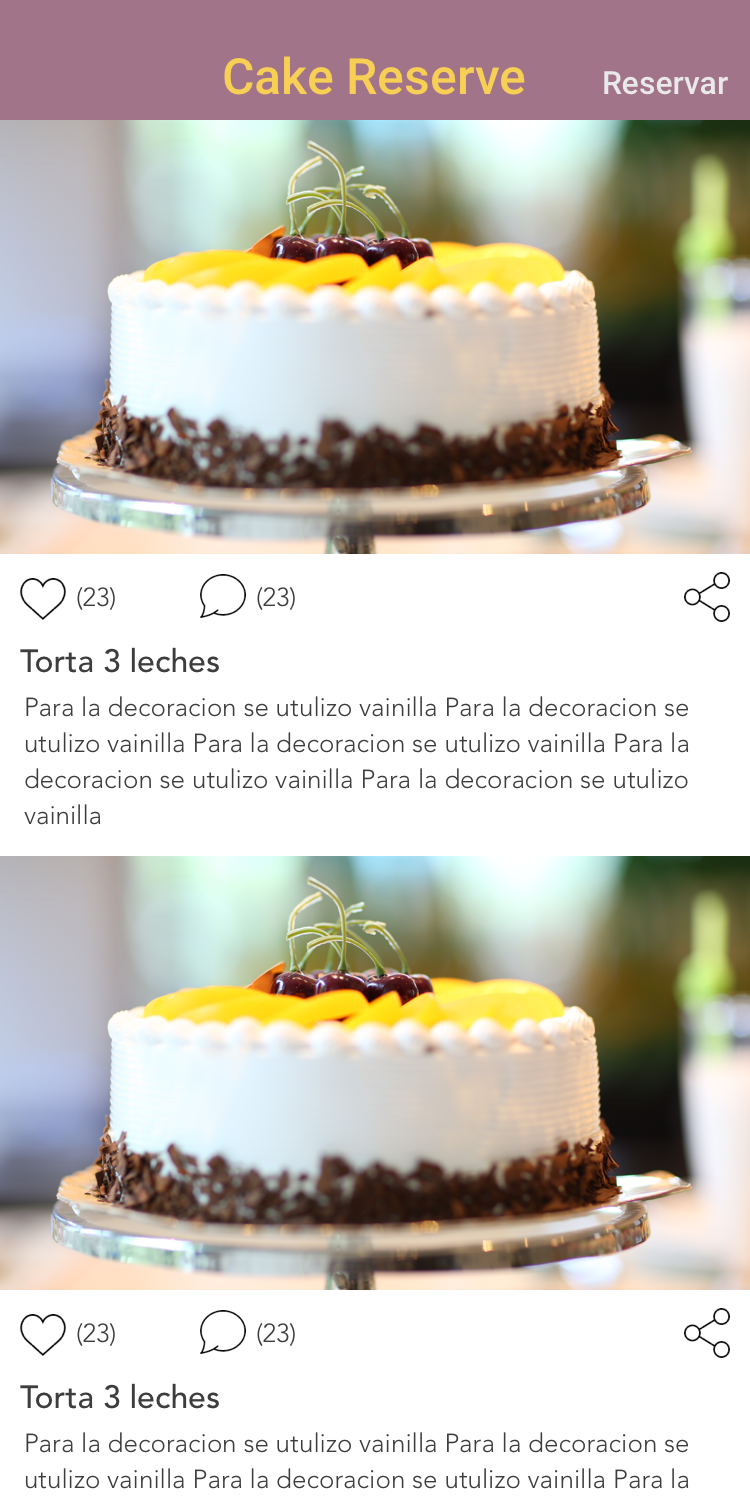 Cake Reserve
Reservar
(23)
(23)
Torta 3 leches
Para la decoracion se utulizo vainilla Para la decoracion se
utulizo vainilla Para la decoracion se utulizo vainilla Para la
decoracion se utulizo vainilla Para la decoracion se utulizo
vainilla
(23)
(23)
Torta 3 leches
Para la decoracion se utulizo vainilla Para la decoracion se
utulizo vainilla Para la decoracion se utulizo vainilla Para la